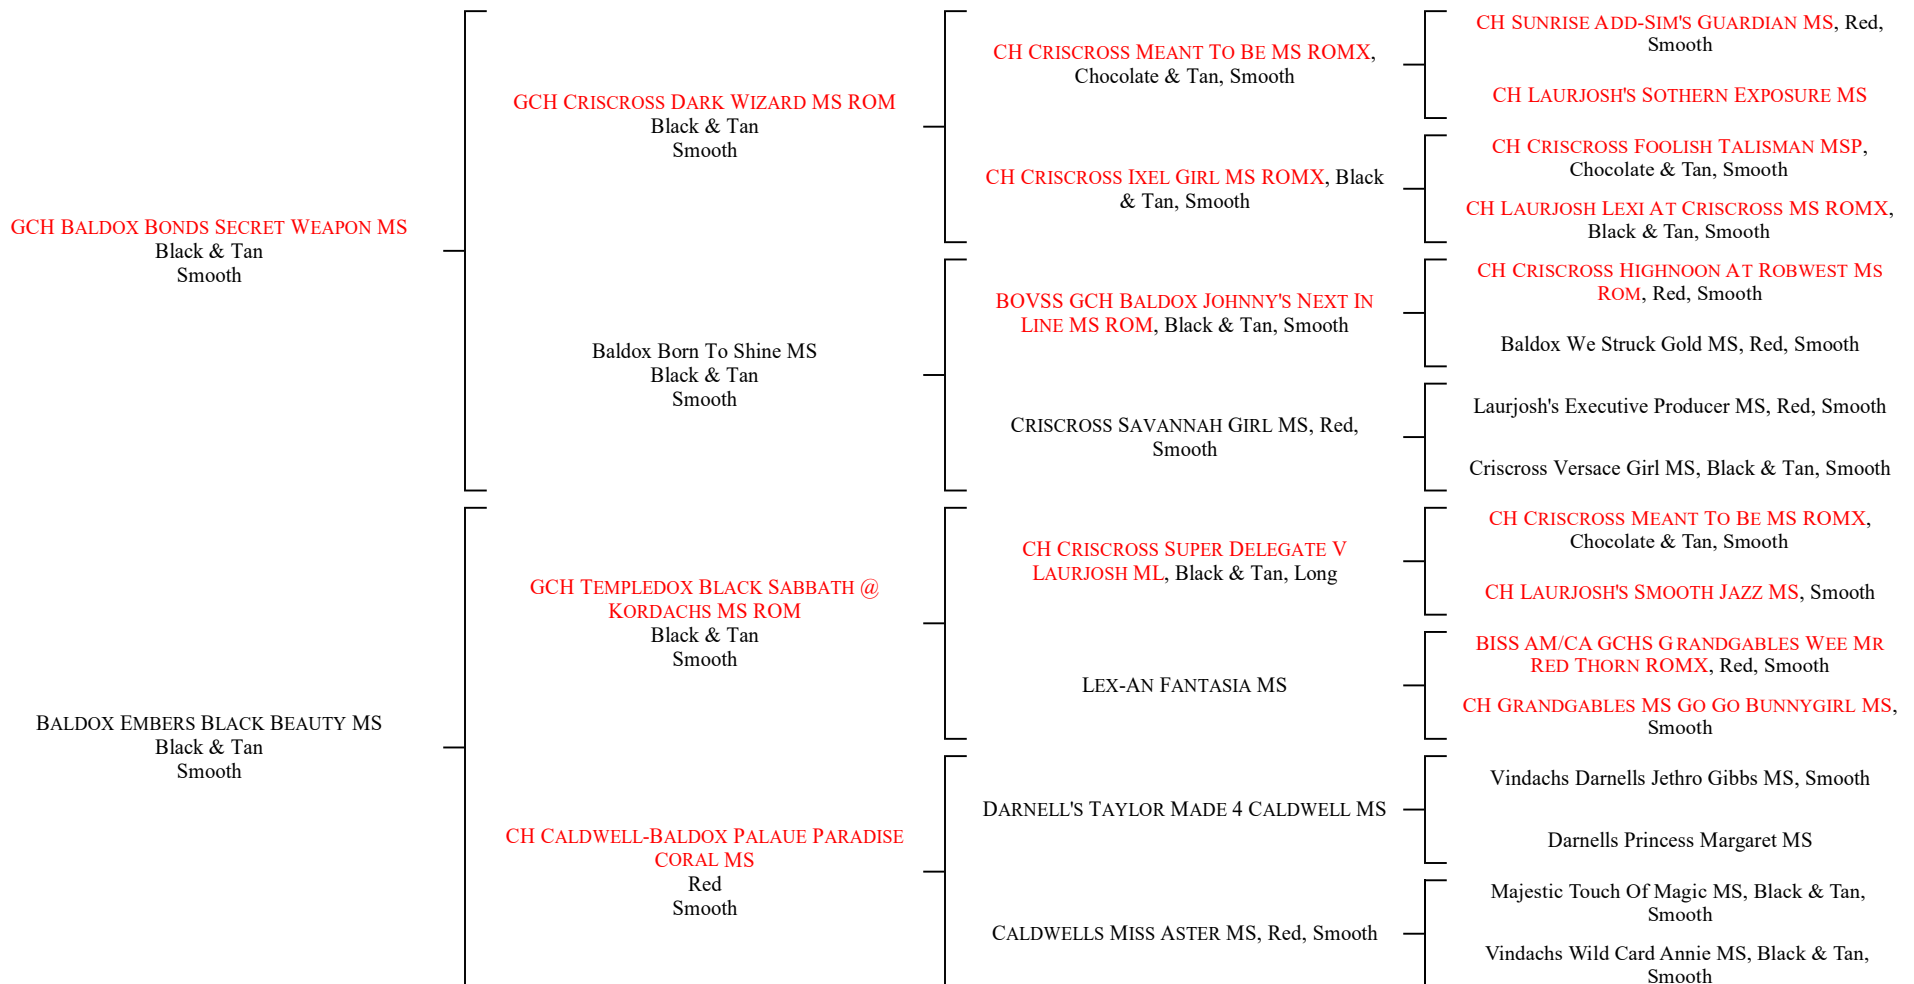 GCH BALDOX BONDS SECRET WEAPON MS
Black & Tan
Smooth
BALDOX EMBERS BLACK BEAUTY MS
Black & Tan
Smooth
GCH CRISCROSS DARK WIZARD MS ROM
Black & Tan
Smooth
Baldox Born To Shine MS
Black & Tan
Smooth
GCH TEMPLEDOX BLACK SABBATH @
KORDACHS MS ROM
Black & Tan
Smooth
CH CALDWELL-BALDOX PALAUE PARADISE
CORAL MS
Red
Smooth
CH CRISCROSS MEANT TO BE MS ROMX,
Chocolate & Tan, Smooth
CH CRISCROSS IXEL GIRL MS ROMX, Black
& Tan, Smooth
BOVSS GCH BALDOX JOHNNY'S NEXT IN
LINE MS ROM, Black & Tan, Smooth
CRISCROSS SAVANNAH GIRL MS, Red,
Smooth
CH CRISCROSS SUPER DELEGATE V
LAURJOSH ML, Black & Tan, Long
LEX-AN FANTASIA MS
DARNELL'S TAYLOR MADE 4 CALDWELL MS
CALDWELLS MISS ASTER MS, Red, Smooth
CH SUNRISE ADD-SIM'S GUARDIAN MS, Red,
Smooth
CH LAURJOSH'S SOTHERN EXPOSURE MS
CH CRISCROSS FOOLISH TALISMAN MSP,
Chocolate & Tan, Smooth
CH LAURJOSH LEXI AT CRISCROSS MS ROMX,
Black & Tan, Smooth
CH CRISCROSS HIGHNOON AT ROBWEST MS
ROM, Red, Smooth
Baldox We Struck Gold MS, Red, Smooth
Laurjosh's Executive Producer MS, Red, Smooth
Criscross Versace Girl MS, Black & Tan, Smooth
CH CRISCROSS MEANT TO BE MS ROMX,
Chocolate & Tan, Smooth
CH LAURJOSH'S SMOOTH JAZZ MS, Smooth
BISS AM/CA GCHS GRANDGABLES WEE MR
RED THORN ROMX, Red, Smooth
CH GRANDGABLES MS GO GO BUNNYGIRL MS,
Smooth
Vindachs Darnells Jethro Gibbs MS, Smooth
Darnells Princess Margaret MS
Majestic Touch Of Magic MS, Black & Tan,
Smooth
Vindachs Wild Card Annie MS, Black & Tan,
Smooth